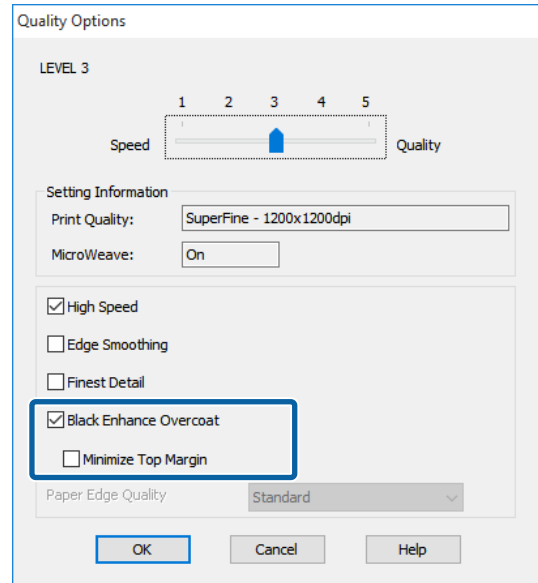 Quality Options
LEVEL 3
1 2 3 4 5
Speed Quality
Setting Information
Print Quality: SuperFine - 1200x1200dpi
MicroWeave: On
High Speed
Edge Smoothing
Finest Detail
Black Enhance Overcoat
Minimize Top Margin
Paper Edge Quality Standard
OK Cancel Help